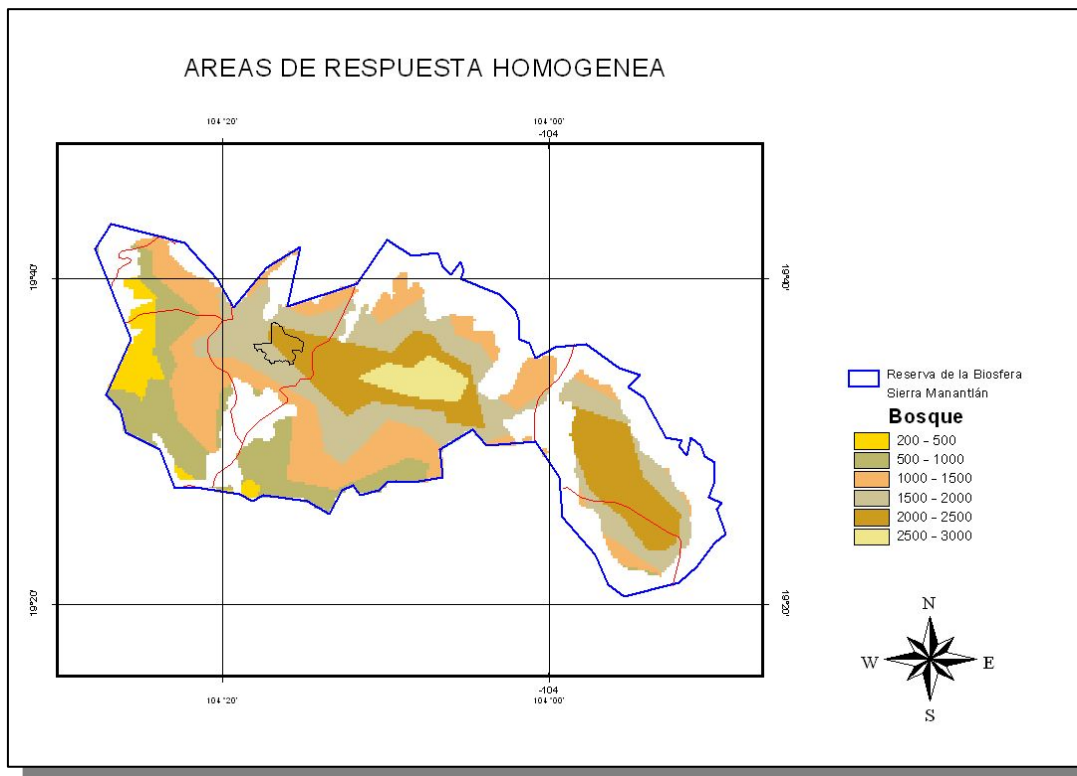 AREAS DE RESPUESTA HOMOGENEA
104 °20'
104 °00'
-104
19°40'
19°40'
19°20'
19°20'
104 °20'
-104
104 °00'
Reserva de la Biosfera
Sierra Manantlán
Bosque
200 - 500
500 - 1000
1000 - 1500
1500 - 2000
2000 - 2500
2500 - 3000
N
W
E
S